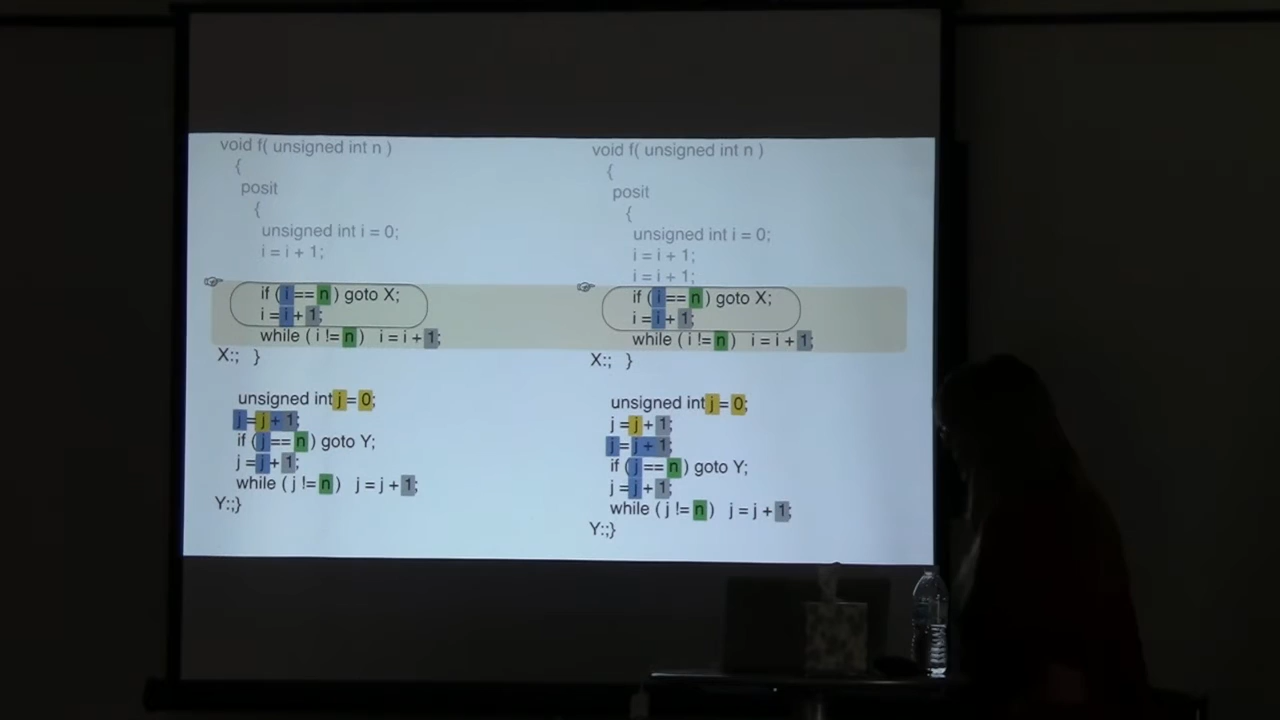 void f( unsigned int n )
{
posit
{
unsigned int i = 0;
i = i + 1;
☞ if ( i == n ) goto X;
i = i + 1;
while ( i != n ) i = i + 1;
X:; }
unsigned int j = 0;
j = j + 1;
if ( j == n ) goto Y;
j = j + 1;
while ( j != n ) j = j + 1;
Y:;}
void f( unsigned int n )
{
posit
{
unsigned int i = 0;
i = i + 1;
i = i + 1;
☞ if ( i == n ) goto X;
i = i + 1;
while ( i != n ) i = i + 1;
X:; }
unsigned int j = 0;
j = j + 1;
j = j + 1;
if ( j == n ) goto Y;
j = j + 1;
while ( j != n ) j = j + 1;
Y:;}